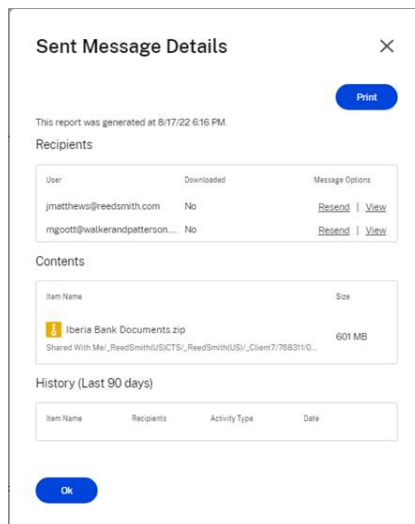 Sent Message Details
Print
This report was generated at 8/17/22 6:16 PM.
Recipients
User Downloaded Message Options
jmatthews@reedsmith.com No Resend | View
mgoott@walkerandpatterson.... No Resend | View
Contents
Item Name Size
Iberia Bank Documents.zip 601 MB
Shared With Me/_ReedSmith(US)CTS/_ReedSmith(US)/_Client7/768311/0...
History (Last 90 days)
Item Name Recipients Activity Type Date
Ok